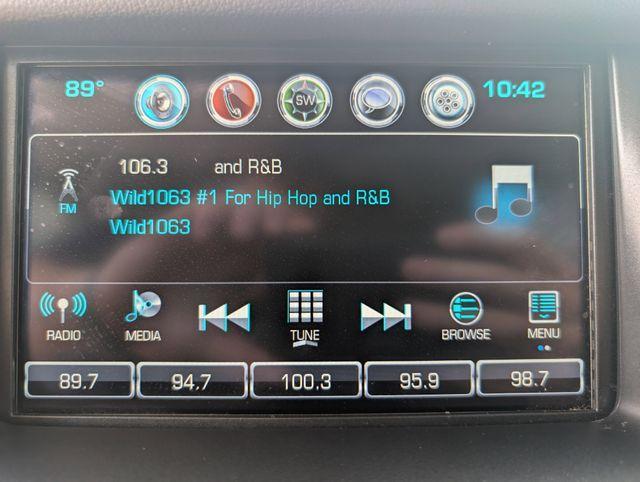 89° SW 10:42
106.3 and R&B
FM Wild1063 #1 For Hip Hop and R&B
Wild1063
RADIO MEDIA TUNE BROWSE MENU
89.7 94.7 100.3 95.9 98.7